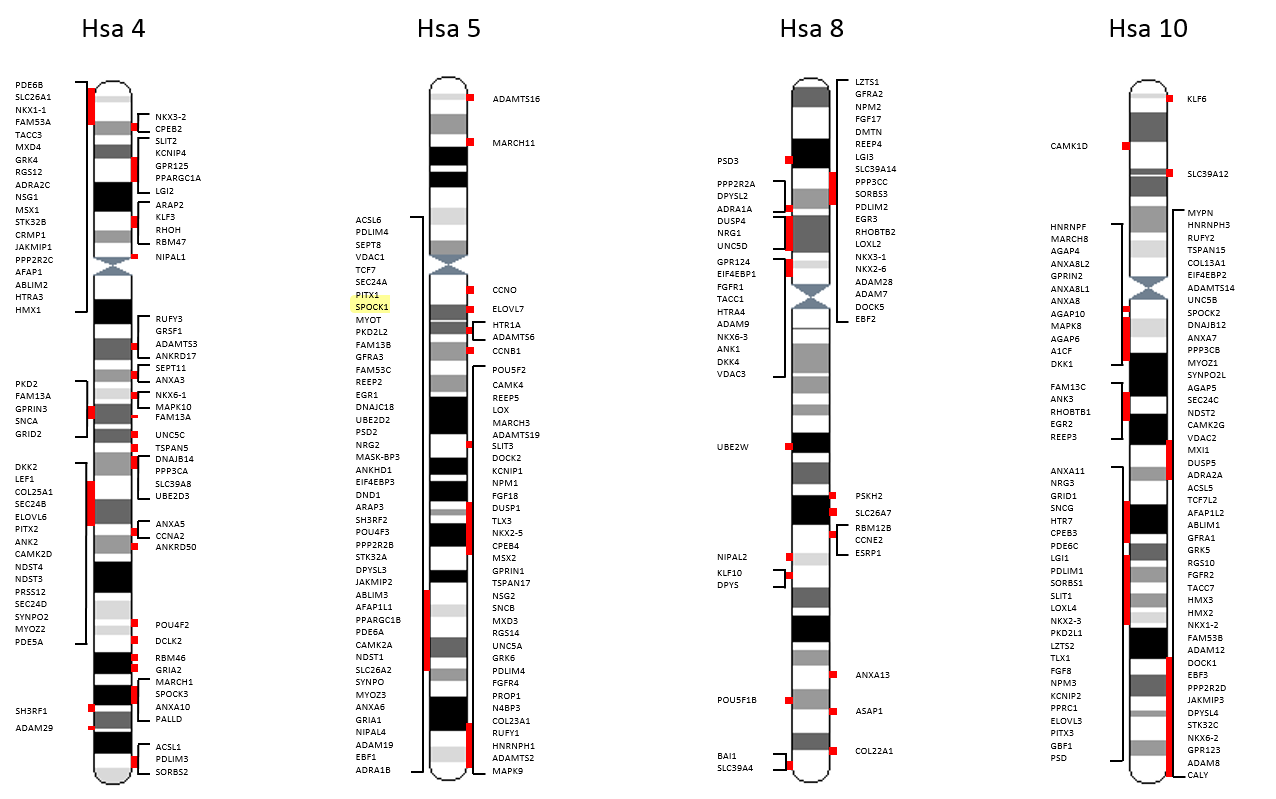 Hsa 4
PDE6B
SLC26A1
NKX1-1
FAM53A
TACC3
MXD4
GRK4
RGS12
ADRA2C
NSG1
MSX1
STK32B
CRMP1
JAKMIP1
PPP2R2C
AFAP1
ABLIM2
HTRA3
HMX1
PKD2
FAM13A
GPRIN3
SNCA
GRID2
DKK2
LEF1
COL25A1
SEC24B
ELOVL6
PITX2
ANK2
CAMK2D
NDST4
NDST3
PRSS12
SEC24D
SYNPO2
MYOZ2
PDE5A
SH3RF1
ADAM29
NKX3-2
CPEB2
SLIT2
KCNIP4
GPR125
PPARGC1A
LGI2
ARAP2
KLF3
RHOH
RBM47
NIPAL1
RUFY3
GRSF1
ADAMTS3
ANKRD17
SEPT11
ANXA3
NKX6-1
MAPK10
FAM13A
UNC5C
TSPAN5
DNAJB14
PPP3CA
SLC39A8
UBE2D3
ANXA5
CCNA2
ANKRD50
POU4F2
DCLK2
RBM46
GRIA2
MARCH1
SPOCK3
ANXA10
PALLD
ACSL1
PDLIM3
SORBS2
Hsa 5
ACSL6
PDLIM4
SEPT8
VDAC1
TCF7
SEC24A
PITX1
SPOCK1
MYOT
PKD2L2
FAM13B
GFRA3
FAM53C
REEP2
EGR1
DNAJC18
UBE2D2
PSD2
NRG2
MASK-BP3
ANKHD1
EIF4EBP3
DND1
ARAP3
SH3RF2
POU4F3
PPP2R2B
STK32A
DPYSL3
JAKMIP2
ABLIM3
AFAP1L1
PPARGC1B
PDE6A
CAMK2A
NDST1
SLC26A2
SYNPO
MYOZ3
ANXA6
GRIA1
NIPAL4
ADAM19
EBF1
ADRA1B
ADAMTS16
MARCH11
CCNO
ELOVL7
HTR1A
ADAMTS6
CCNB1
POU5F2
CAMK4
REEP5
LOX
MARCH3
ADAMTS19
SLIT3
DOCK2
KCNIP1
NPM1
FGF18
DUSP1
TLX3
NKX2-5
CPEB4
MSX2
GPRIN1
TSPAN17
NSG2
SNCB
MXD3
RGS14
UNC5A
GRK6
PDLIM4
FGFR4
PROP1
N4BP3
COL23A1
RUFY1
HNRNPH1
ADAMTS2
MAPK9
Hsa 8
PSD3
PPP2R2A
DPYSL2
ADRA1A
DUSP4
NRG1
UNC5D
GPR124
EIF4EBP1
FGFR1
TACC1
HTRA4
ADAM9
NKX6-3
ANK1
DKK4
VDAC3
UBE2W
NIPAL2
KLF10
DPYS
POU5F1B
BAI1
SLC39A4
LZTS1
GFRA2
NPM2
FGF17
DMTN
REEP4
LGI3
SLC39A14
PPP3CC
SORBS3
PDLIM2
EGR3
RHOBTB2
LOXL2
NKX3-1
NKX2-6
ADAM28
ADAM7
DOCK5
EBF2
PSKH2
SLC26A7
RBM12B
CCNE2
ESRP1
ANXA13
ASAP1
COL22A1
Hsa 10
CAMK1D
HNRNPF
MARCH8
AGAP4
ANXA8L2
GPRIN2
ANXA8L1
ANXA8
AGAP10
MAPK8
AGAP6
A1CF
DKK1
FAM13C
ANK3
RHOBTB1
EGR2
REEP3
ANXA11
NRG3
GRID1
SNCG
HTR7
CPEB3
PDE6C
LGI1
PDLIM1
SORBS1
SLIT1
LOXL4
NKX2-3
PKD2L1
LZTS2
TLX1
FGF8
NPM3
KCNIP2
PPRC1
ELOVL3
PITX3
GBF1
PSD
KLF6
SLC39A12
MYPN
HNRNPH3
RUFY2
TSPAN15
COL13A1
EIF4EBP2
ADAMTS14
UNC5B
SPOCK2
DNAJB12
ANXA7
PPP3CB
MYOZ1
SYNPO2L
AGAP5
SEC24C
NDST2
CAMK2G
VDAC2
MXI1
DUSP5
ADRA2A
ACSL5
TCF7L2
AFAP1L2
ABLIM1
GFRA1
GRK5
RGS10
FGFR2
TACC7
HMX3
HMX2
NKX1-2
FAM53B
ADAM12
DOCK1
EBF3
PPP2R2D
JAKMIP3
DPYSL4
STK32C
NKX6-2
GPR123
ADAM8
CALY